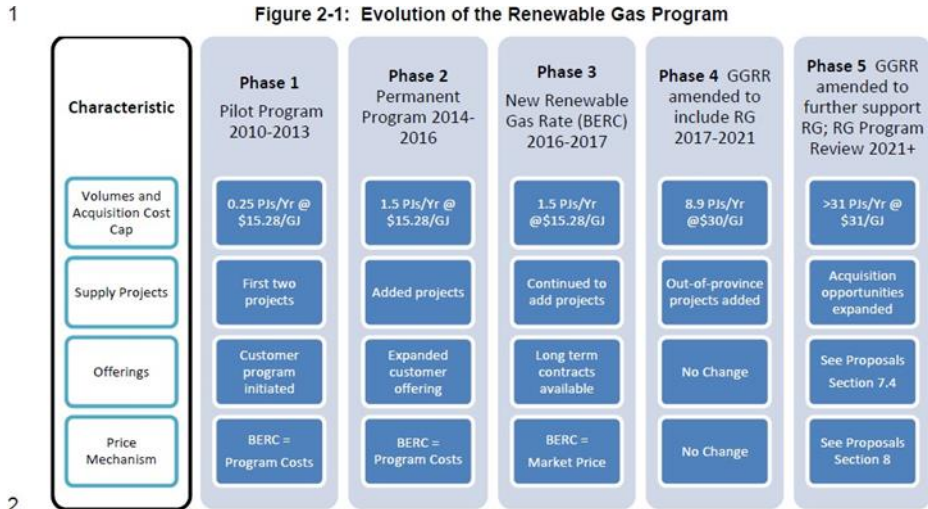 1
Figure 2-1: Evolution of the Renewable Gas Program
Characteristic
Volumes and
Acquisition Cost
Cap
Supply Projects
Offerings
Price
Mechanism
Phase 1
Pilot Program
2010-2013
0.25 PJs/Yr @
$15.28/GJ
First two
projects
Customer
program
initiated
BERC =
Program Costs
Phase 2
Permanent
Program 2014-
2016
1.5 PJs/Yr @
$15.28/GJ
Added projects
Expanded
customer
offering
BERC =
Program Costs
Phase 3
New Renewable
Gas Rate (BERC)
2016-2017
1.5 PJs/Yr
@$15.28/GJ
Continued to
add projects
Long term
contracts
available
BERC =
Market Price
Phase 4 GGRR
amended to
include RG
2017-2021
8.9 PJs/Yr
@$30/GJ
Out-of-province
projects added
No Change
No Change
Phase 5 GGRR
amended to
further support
RG; RG Program
Review 2021+
>31 PJs/Yr @
$31/GJ
Acquisition
opportunities
expanded
See Proposals
Section 7.4
See Proposals
Section 8
2